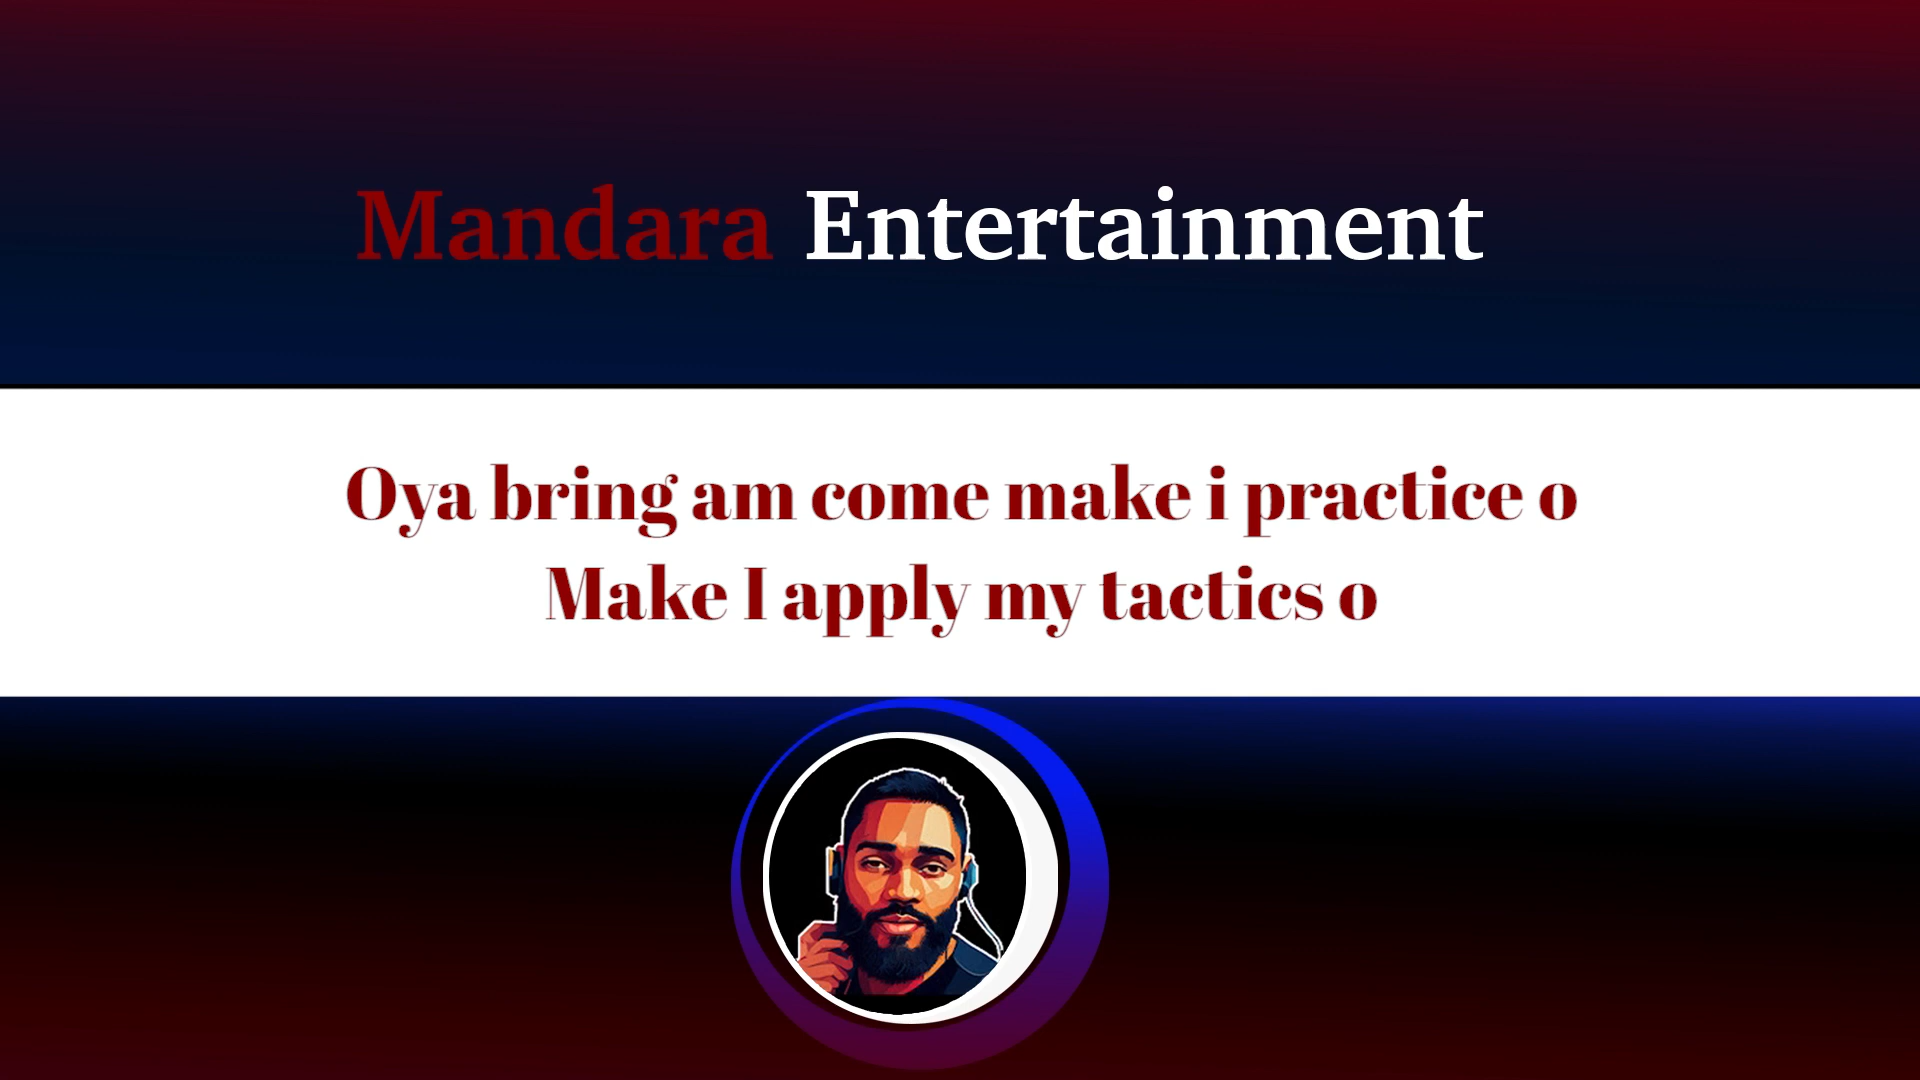 Mandara Entertainment
Oya bring am come make i practice o
Make I apply my tactics o